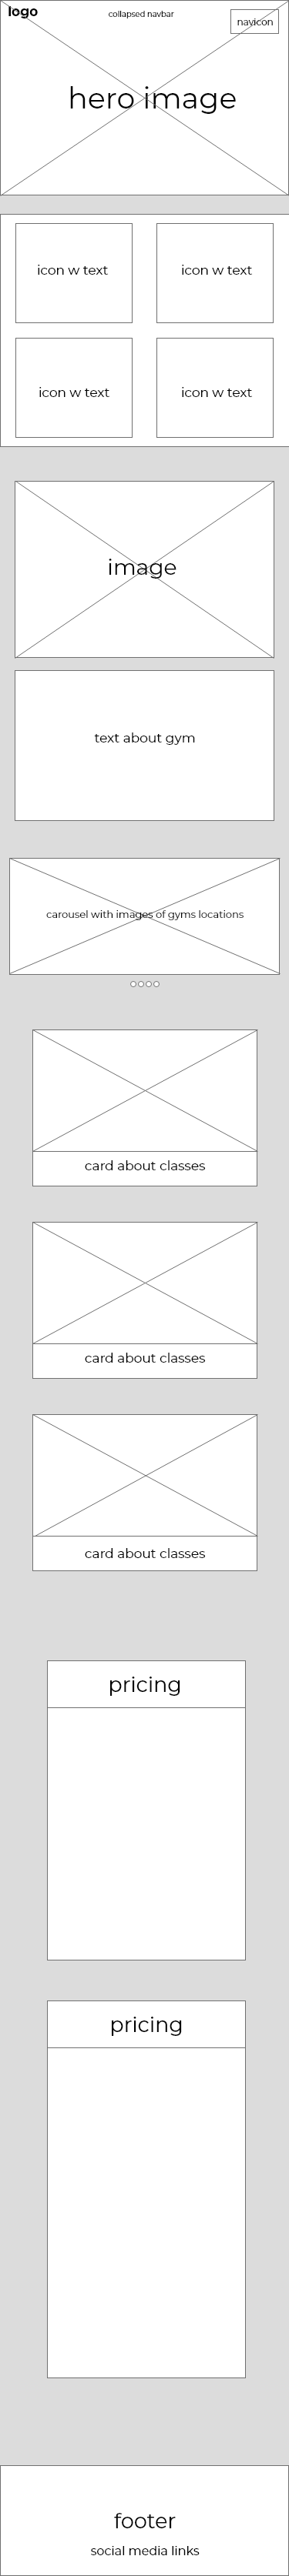 logo
collapsed navbar
navicon
hero image
icon w text
icon w text
icon w text
icon w text
image
text about gym
carousel with images of gyms locations
card about classes
card about classes
card about classes
pricing
pricing
footer
social media links